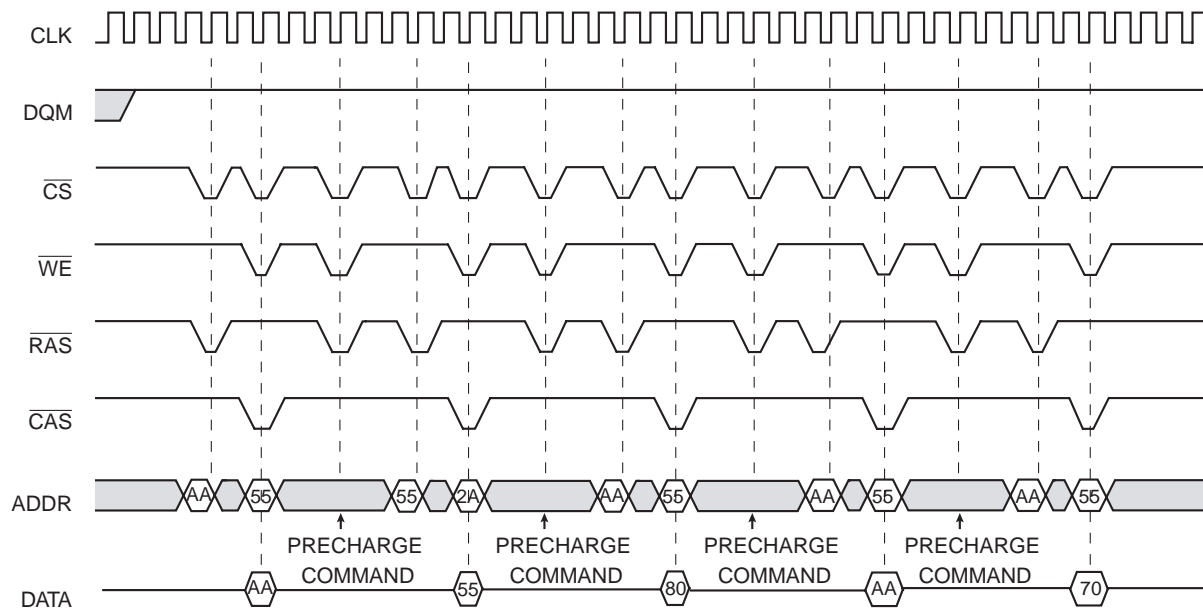 CLK
DQM
CS
WE
RAS
CAS
ADDR AA 55 55 2A AA 55 AA 55 AA 55
PRECHARGE COMMAND
PRECHARGE COMMAND
PRECHARGE COMMAND
PRECHARGE COMMAND
DATA AA 55 80 AA 70